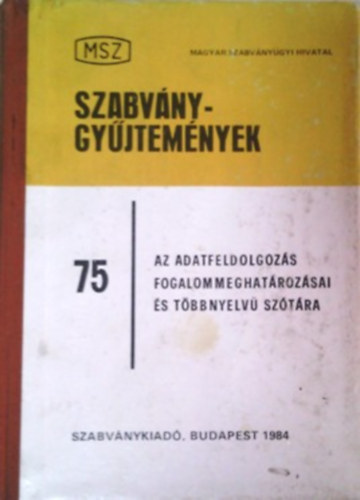 MSZ
MAGYAR SZABVÁNYÜGYI HIVATAL
SZABVÁNY-
GYŰJTEMÉNYEK
75
AZ ADATFELDOLGOZÁS
FOGALOMMEGHATÁROZÁSAI
ÉS TÖBBNYELVŰ SZÓTÁRA
SZABVÁNYKIADÓ, BUDAPEST 1984